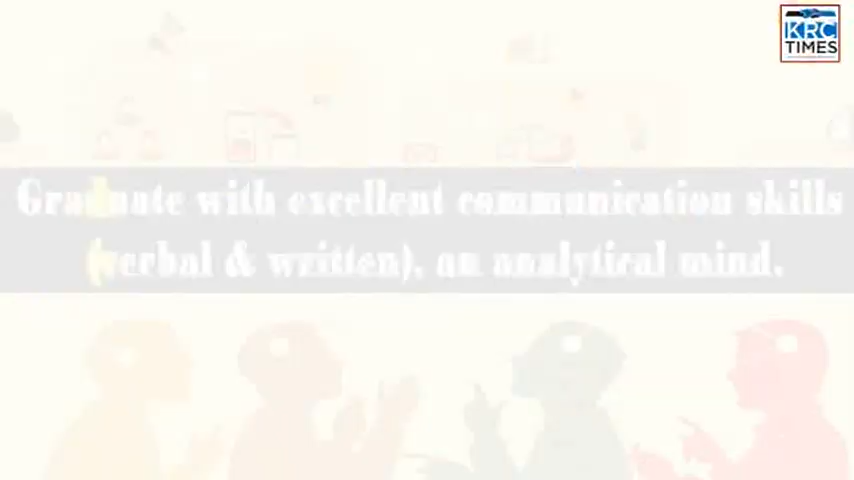 KRC
TIMES
Graduate with excellent communication skills
(verbal & written), an analytical mind.